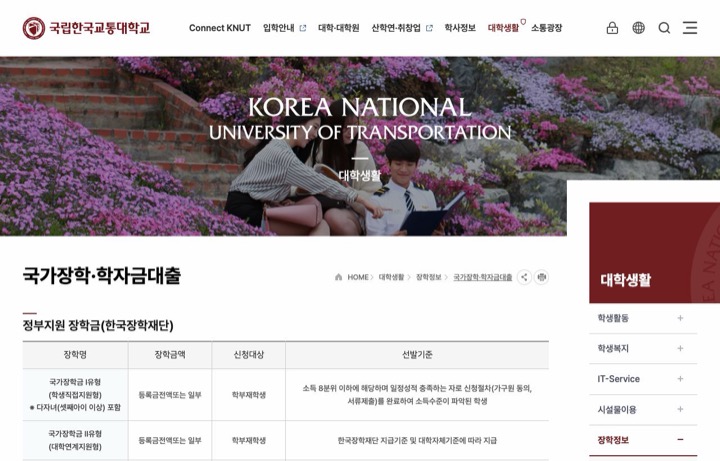 국립한국교통대학교
Connect KNUT 입학안내 대학·대학원 산학연·취창업 학사정보 대학생활 소통광장
KOREA NATIONAL
UNIVERSITY OF TRANSPORTATION
대학생활
국가장학·학자금대출
HOME 대학생활 장학정보 국가장학·학자금대출
정부지원 장학금(한국장학재단)
장학명 장학금액 신청대상 선발기준
국가장학금 I유형
(학생직접지원형)
※ 다자녀(셋째아이 이상) 포함
등록금전액또는 일부
학부재학생
소득 8분위 이하에 해당하며 일정성적 충족하는 자로 신청절차(가구원 동의,
서류제출)를 완료하여 소득수준이 파악된 학생
국가장학금 II유형
(대학연계지원형)
등록금전액또는 일부
학부재학생
한국장학재단 지급기준 및 대학자체기준에 따라 지급
대학생활
학생활동
학생복지
IT-Service
시설물이용
장학정보